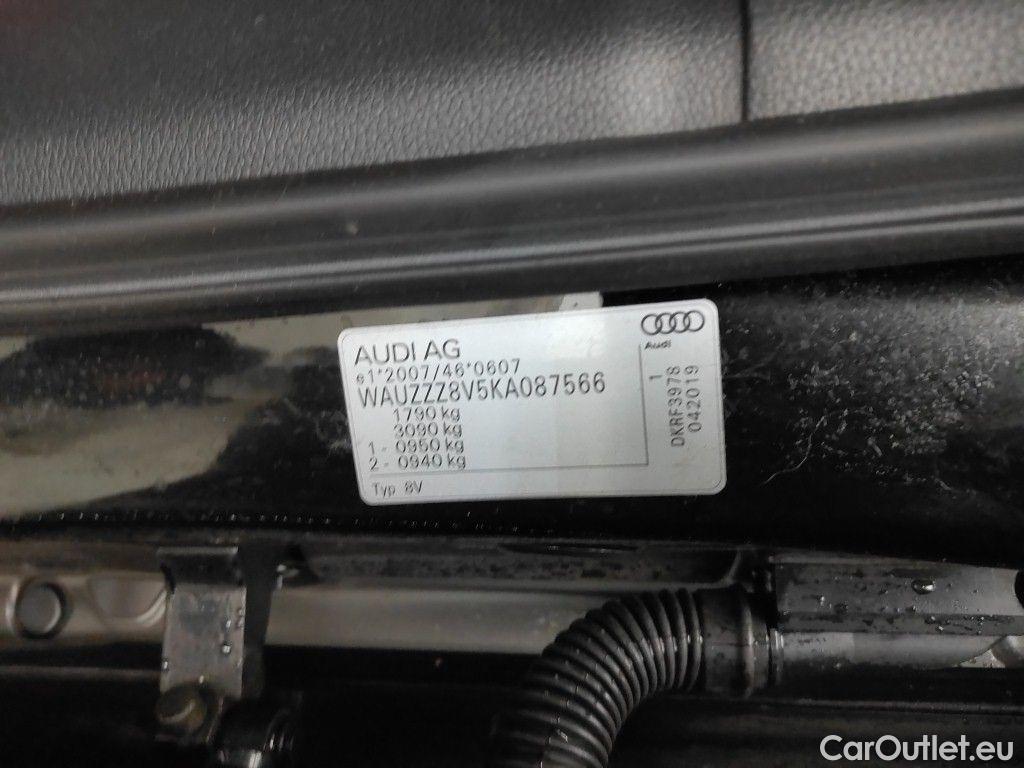 AUDI AG
e1*2007/46*0607
WAUZZZ8V5KA087566
1790 kg
3090 kg
1 - 0950 kg
2 - 0940 kg
Typ 8V
Audi
1
DKRF3978
042019
CarOutlet.eu